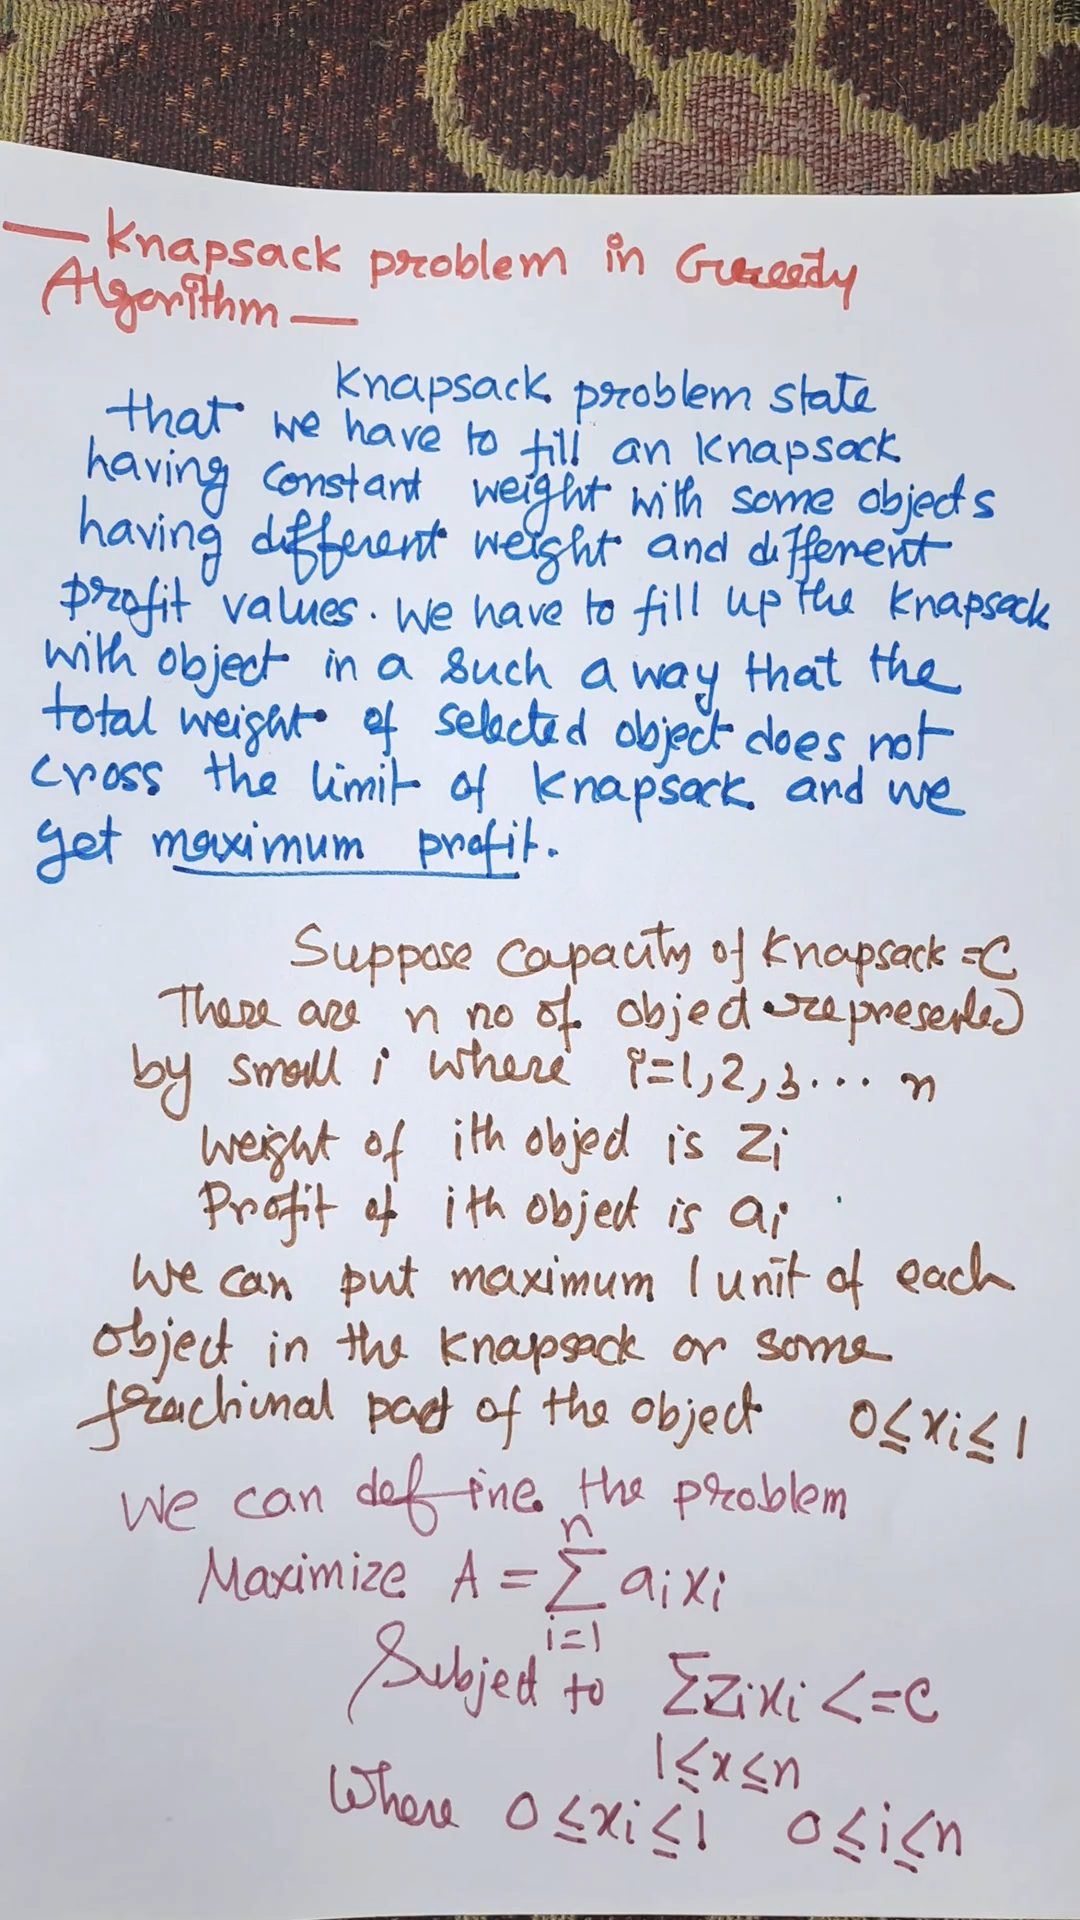 — Knapsack problem in Greedy
Algorithm —
Knapsack problem state
that we have to fill an Knapsack
having constant weight with some objects
having different weight and different
profit values. We have to fill up the Knapsack
with object in a such a way that the
total weight of selected object does not
cross the limit of Knapsack and we
get maximum profit.
Suppose capacity of Knapsack = C
There are n no of object represented
by small i where i=1,2,3... n
Weight of ith object is Zi
Profit of ith object is ai
We can put maximum 1 unit of each
object in the Knapsack or some
fractional part of the object 0≤xi≤1
We can define the problem
Maximize A = n∑i=1 aixi
Subject to ∑Zixi <=C
1≤x≤n
Where 0≤xi≤1 0≤i≤n